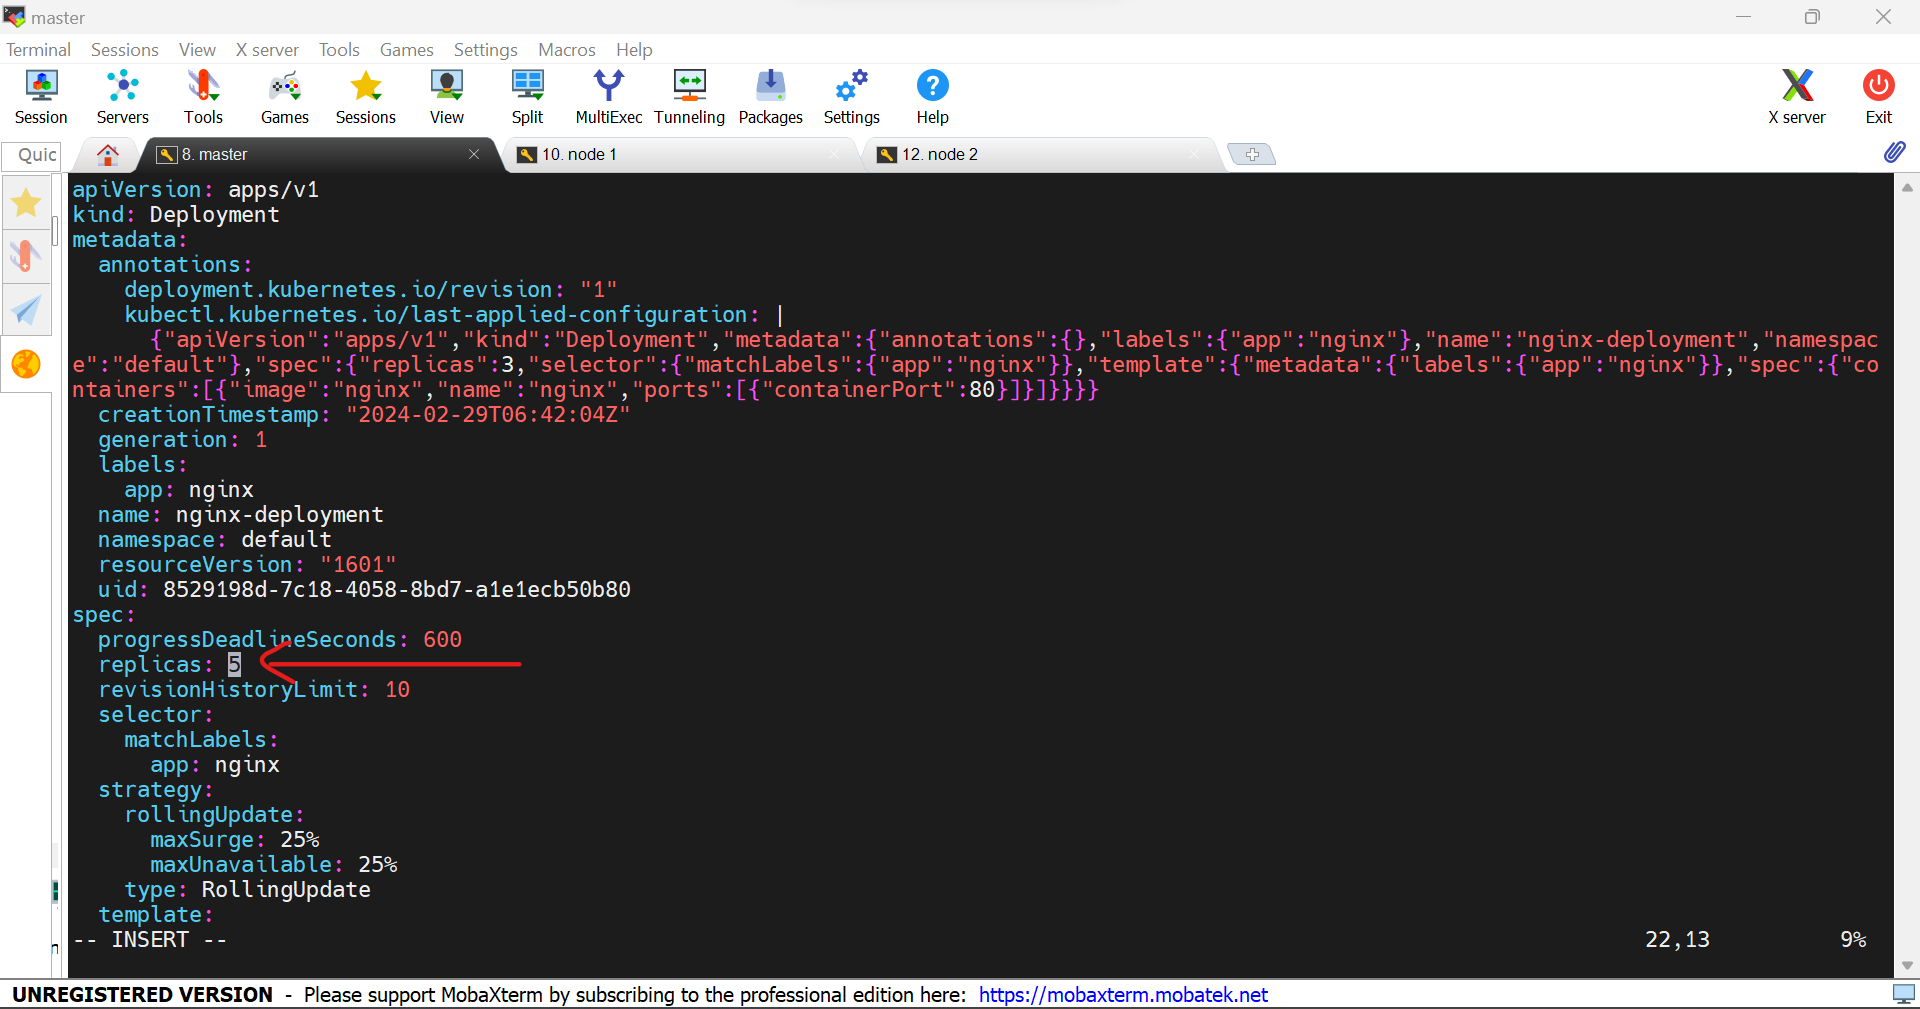 master
Terminal Sessions View X server Tools Games Settings Macros Help
Session Servers Tools Games Sessions View Split MultiExec Tunneling Packages Settings Help X server Exit
Quic 8. master 10. node 1 12. node 2
apiVersion: apps/v1
kind: Deployment
metadata:
  annotations:
    deployment.kubernetes.io/revision: "1"
    kubectl.kubernetes.io/last-applied-configuration: |
      {"apiVersion":"apps/v1","kind":"Deployment","metadata":{"annotations":{},"labels":{"app":"nginx"},"name":"nginx-deployment","namespac
e":"default"},"spec":{"replicas":3,"selector":{"matchLabels":{"app":"nginx"}},"template":{"metadata":{"labels":{"app":"nginx"}},"spec":{"co
ntainers":[{"image":"nginx","name":"nginx","ports":[{"containerPort":80}]}]}}}}
  creationTimestamp: "2024-02-29T06:42:04Z"
  generation: 1
  labels:
    app: nginx
  name: nginx-deployment
  namespace: default
  resourceVersion: "1601"
  uid: 8529198d-7c18-4058-8bd7-a1e1ecb50b80
spec:
  progressDeadlineSeconds: 600
  replicas: 5
  revisionHistoryLimit: 10
  selector:
    matchLabels:
      app: nginx
  strategy:
    rollingUpdate:
      maxSurge: 25%
      maxUnavailable: 25%
    type: RollingUpdate
  template:
-- INSERT -- 22,13 9%
UNREGISTERED VERSION - Please support MobaXterm by subscribing to the professional edition here: https://mobaxterm.mobatek.net